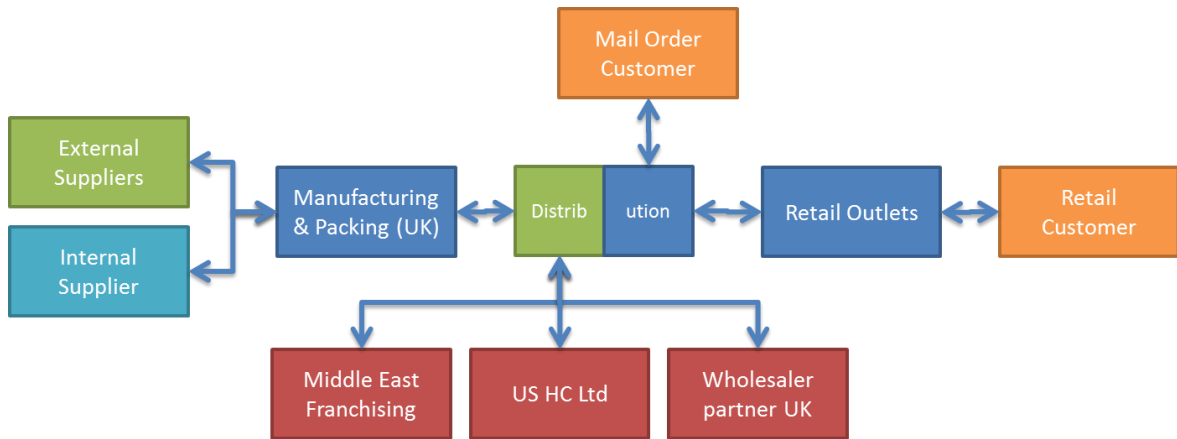 Mail Order
Customer
External
Suppliers
Manufacturing
& Packing (UK)
Distrib
ution
Retail Outlets
Retail
Customer
Internal
Supplier
Middle East
Franchising
US HC Ltd
Wholesaler
partner UK